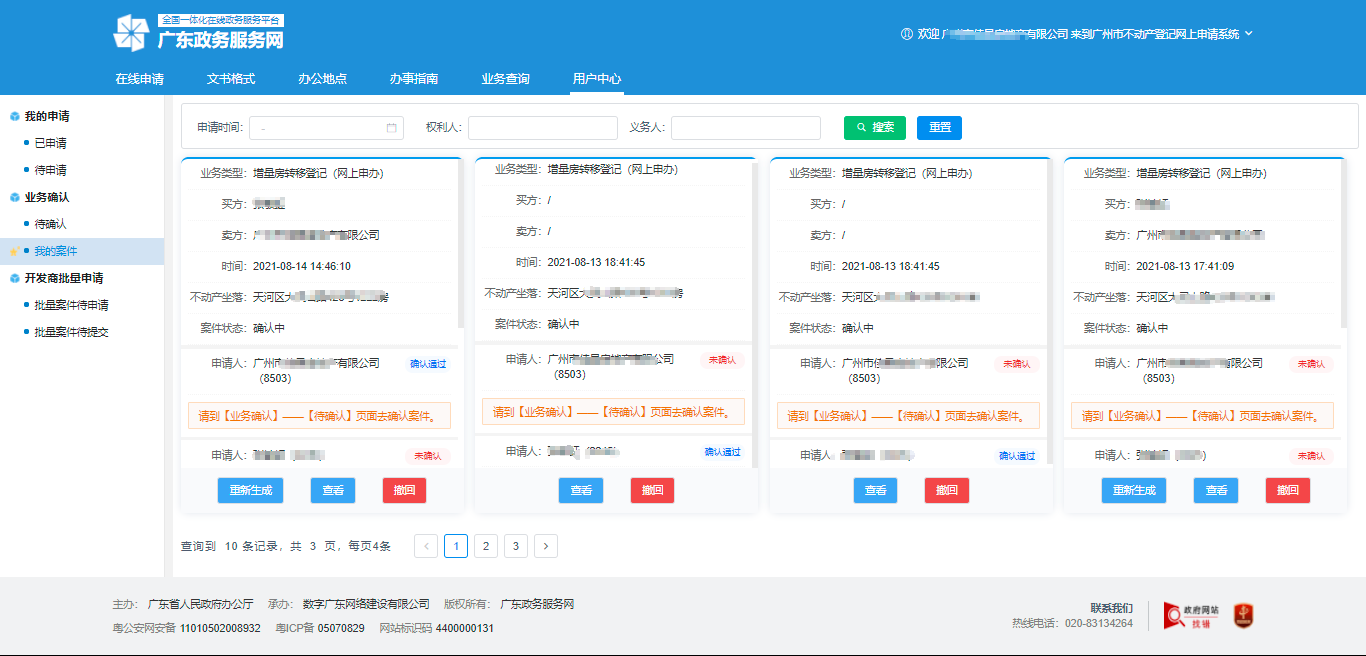 全国一体化在线政务服务平台
广东政务服务网
欢迎 有限公司 来到广州市不动产登记网上申请系统
在线申请 文书格式 办公地点 办事指南 业务查询 用户中心
我的申请
已申请
待申请
业务确认
待确认
我的案件
开发商批量申请
批量案件待申请
批量案件待提交
申请时间： - 权利人： 义务人： 搜索 重置
业务类型：增量房转移登记（网上申办）
买方：
卖方： 有限公司
时间：2021-08-14 14:46:10
不动产坐落：天河区
案件状态：确认中
申请人：广州市 有限公司 确认通过
(8503)
请到【业务确认】——【待确认】页面去确认案件。
申请人： 未确认
重新生成 查看 撤回
业务类型：增量房转移登记（网上申办）
买方：/
卖方：/
时间：2021-08-13 18:41:45
不动产坐落：天河区
案件状态：确认中
申请人：广州市 有限公司 未确认
(8503)
请到【业务确认】——【待确认】页面去确认案件。
申请人： 确认通过
查看 撤回
业务类型：增量房转移登记（网上申办）
买方：/
卖方：/
时间：2021-08-13 18:41:45
不动产坐落：天河区
案件状态：确认中
申请人：广州市 限公司 未确认
(8503)
请到【业务确认】——【待确认】页面去确认案件。
申请人 确认通过
查看 撤回
业务类型：增量房转移登记（网上申办）
买方：
卖方：广州
时间：2021-08-13 17:41:09
不动产坐落：天河区
案件状态：确认中
申请人：广州市 有限公司 未确认
(8503)
请到【业务确认】——【待确认】页面去确认案件。
申请人： 未确认
重新生成 查看 撤回
查询到 10 条记录，共 3 页，每页4条 < 1 2 3 >
主办： 广东省人民政府办公厅 承办： 数字广东网络建设有限公司 版权所有： 广东政务服务网
粤公安网安备 11010502008932 粤ICP备 05070829 网站标识码 4400000131
联系我们
热线电话： 020-83134264
政府网站
找错